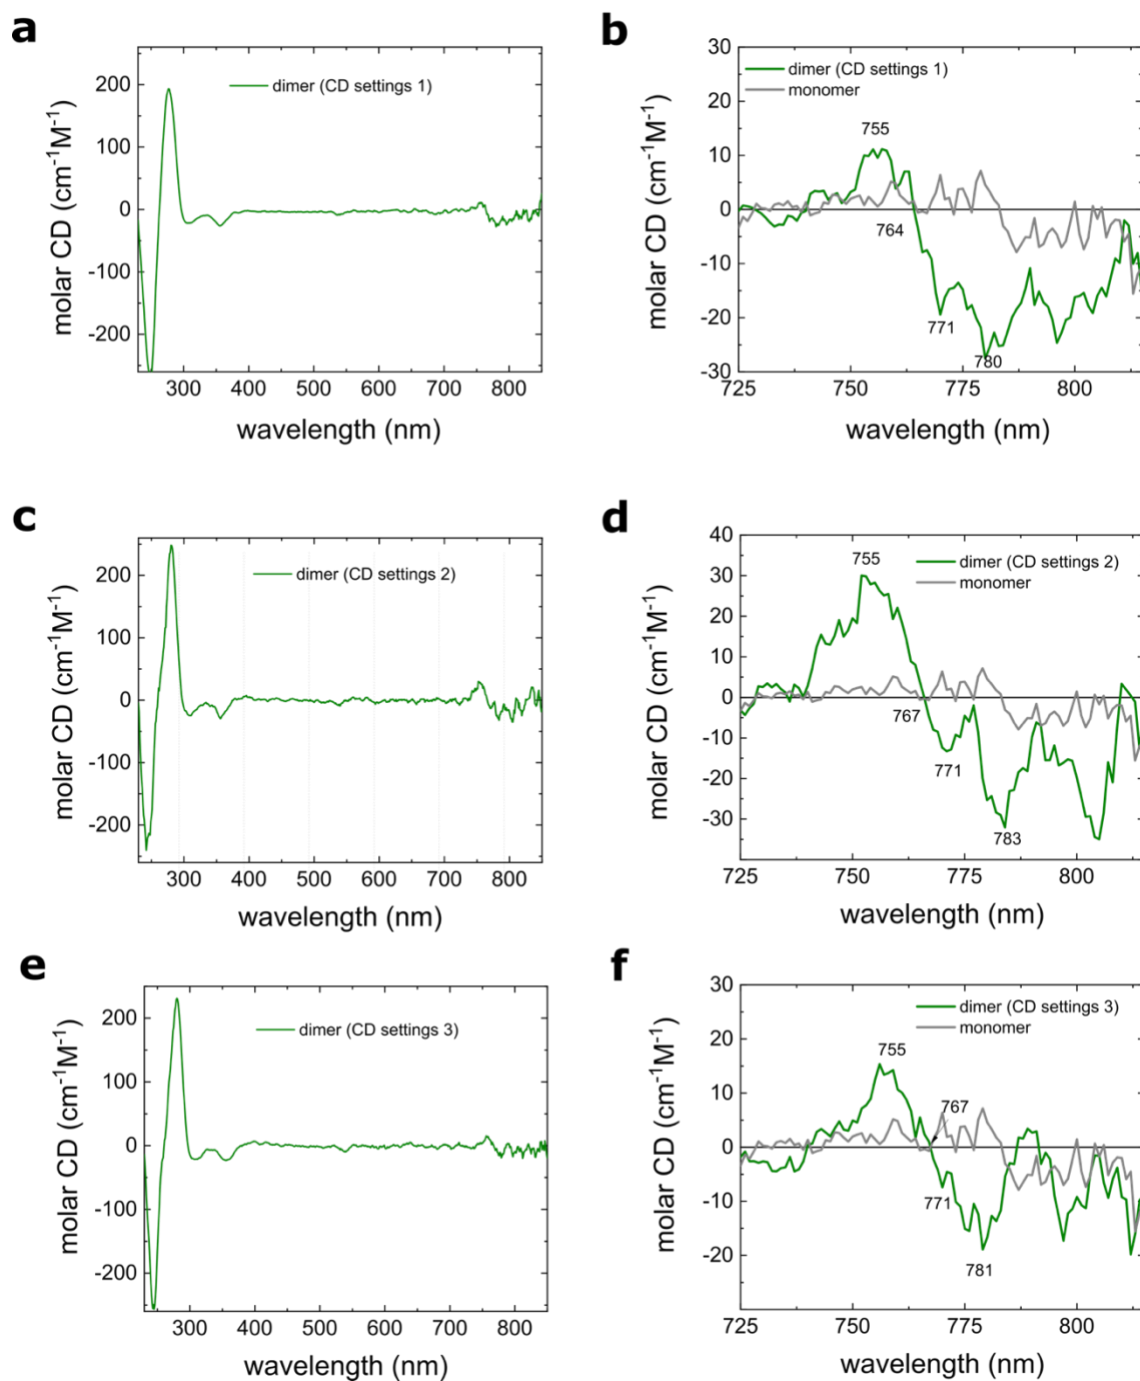 a
dimer (CD settings 1)
molar CD (cm⁻¹M⁻¹)
200
100
0
-100
-200
300 400 500 600 700 800
wavelength (nm)
b
dimer (CD settings 1)
monomer
molar CD (cm⁻¹M⁻¹)
30
20
10
0
-10
-20
-30
755
764
771
780
725 750 775 800
wavelength (nm)
c
dimer (CD settings 2)
molar CD (cm⁻¹M⁻¹)
200
100
0
-100
-200
300 400 500 600 700 800
wavelength (nm)
d
dimer (CD settings 2)
monomer
molar CD (cm⁻¹M⁻¹)
40
30
20
10
0
-10
-20
-30
755
767
771
783
725 750 775 800
wavelength (nm)
e
dimer (CD settings 3)
molar CD (cm⁻¹M⁻¹)
200
100
0
-100
-200
300 400 500 600 700 800
wavelength (nm)
f
dimer (CD settings 3)
monomer
molar CD (cm⁻¹M⁻¹)
30
20
10
0
-10
-20
755
767
771
781
725 750 775 800
wavelength (nm)